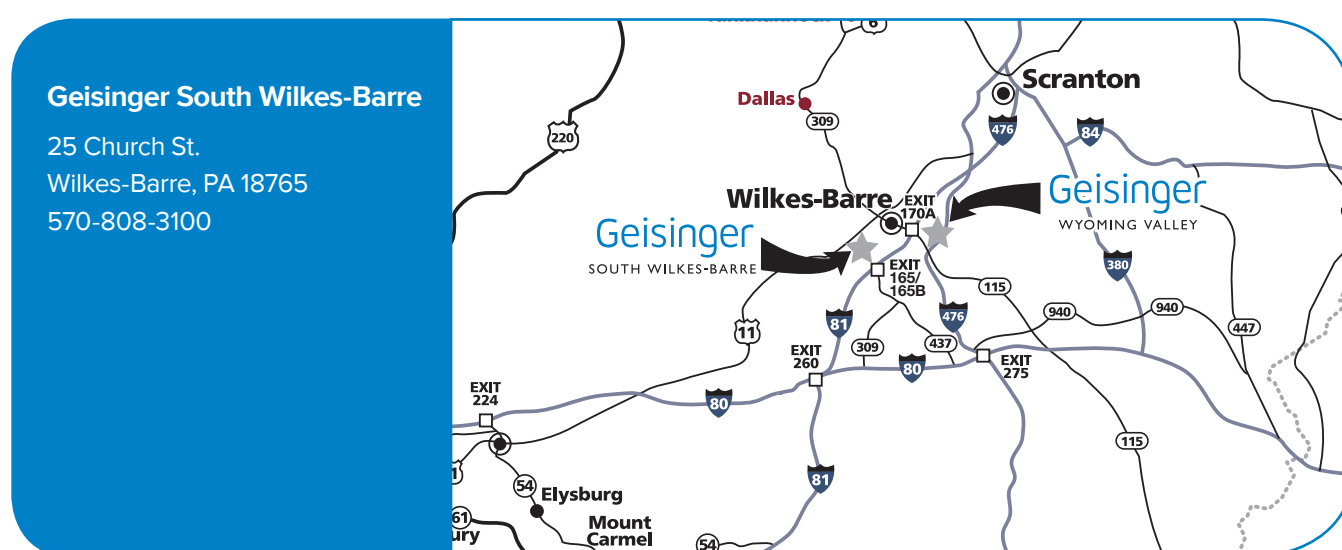 Geisinger South Wilkes-Barre
25 Church St.
Wilkes-Barre, PA 18765
570-808-3100
6
Scranton
Dallas
309
220
476
84
Wilkes-Barre
EXIT
170A
Geisinger
WYOMING VALLEY
Geisinger
SOUTH WILKES-BARRE
EXIT
165/
165B
380
115
11
81
476
940
940
447
309
437
EXIT
260
80
EXIT
275
EXIT
224
80
115
1
54
Elysburg
81
61
ury
Mount
Carmel
54